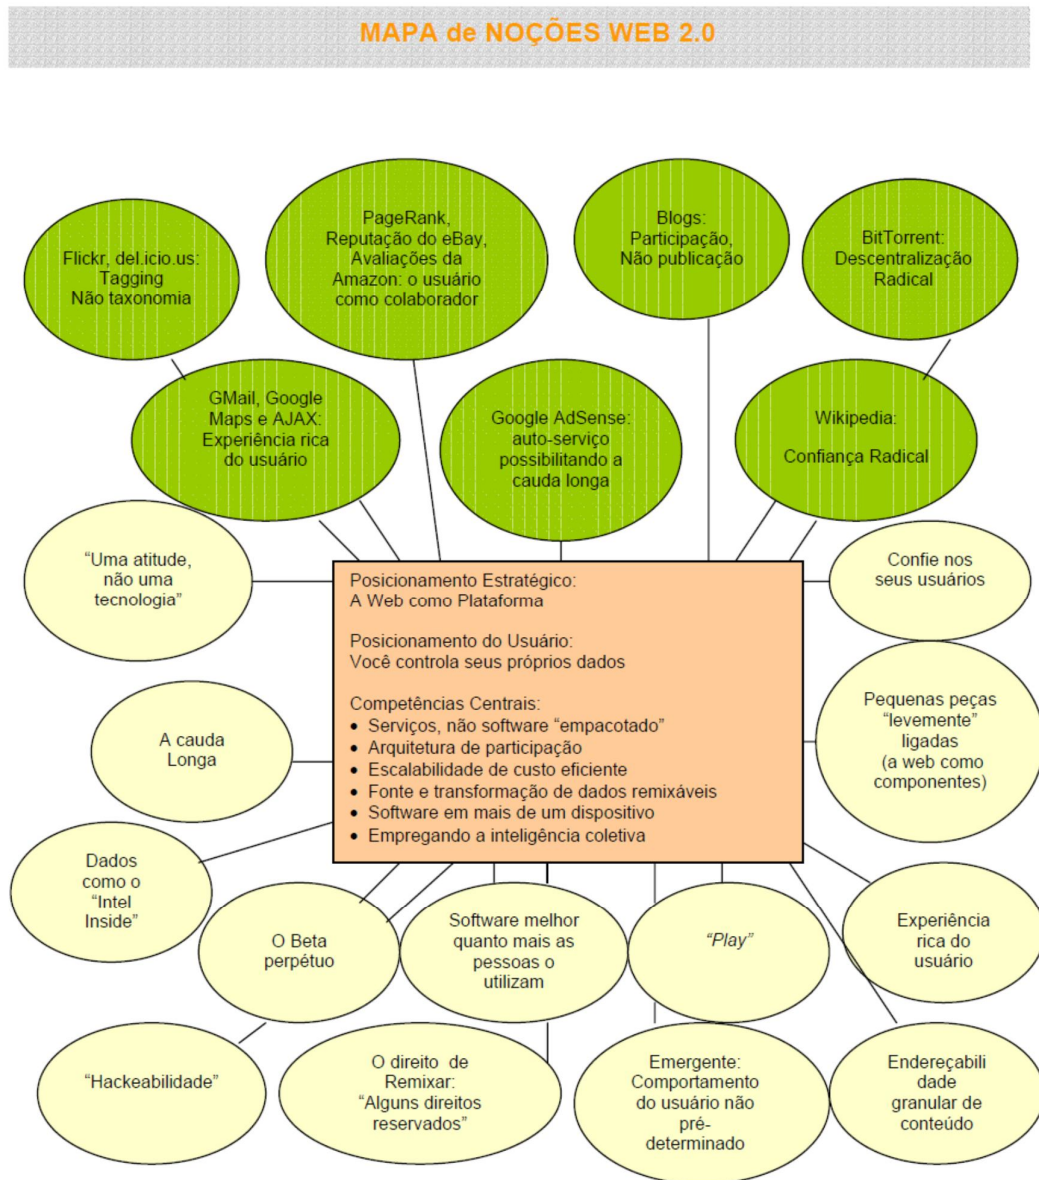 MAPA de NOÇÕES WEB 2.0
Flickr, del.icio.us:
Tagging
Não taxonomia
PageRank,
Reputação do eBay,
Avaliações da
Amazon: o usuário
como colaborador
Blogs:
Participação,
Não publicação
BitTorrent:
Descentralização
Radical
GMail, Google
Maps e AJAX:
Experiência rica
do usuário
Google AdSense:
auto-serviço
possibilitando a
cauda longa
Wikipedia:
Confiança Radical
“Uma atitude,
não uma
tecnologia”
Posicionamento Estratégico:
A Web como Plataforma
Posicionamento do Usuário:
Você controla seus próprios dados
Competências Centrais:
• Serviços, não software “empacotado”
• Arquitetura de participação
• Escalabilidade de custo eficiente
• Fonte e transformação de dados remixáveis
• Software em mais de um dispositivo
• Empregando a inteligência coletiva
Confie nos
seus usuários
A cauda
Longa
Pequenas peças
“levemente”
ligadas
(a web como
componentes)
Dados
como o
“Intel
Inside”
O Beta
perpétuo
Software melhor
quanto mais as
pessoas o
utilizam
“Play”
Experiência
rica do
usuário
“Hackeabilidade”
O direito de
Remixar:
“Alguns direitos
reservados”
Emergente:
Comportamento
do usuário não
pré-
determinado
Endereçabili
dade
granular de
conteúdo